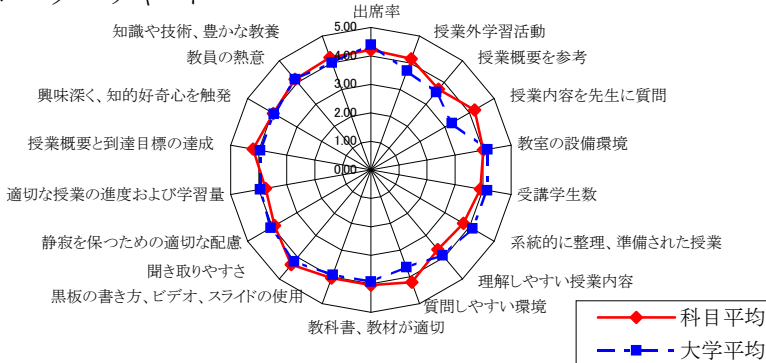 出席率
授業外学習活動
授業概要を参考
授業内容を先生に質問
教室の設備環境
受講学生数
系統的に整理、準備された授業
理解しやすい授業内容
質問しやすい環境
教科書、教材が適切
黒板の書き方、ビデオ、スライドの使用
聞き取りやすさ
静寂を保つための適切な配慮
適切な授業の進度および学習量
授業概要と到達目標の達成
興味深く、知的好奇心を触発
教員の熱意
知識や技術、豊かな教養
5.00
4.00
3.00
2.00
1.00
0.00
科目平均
大学平均